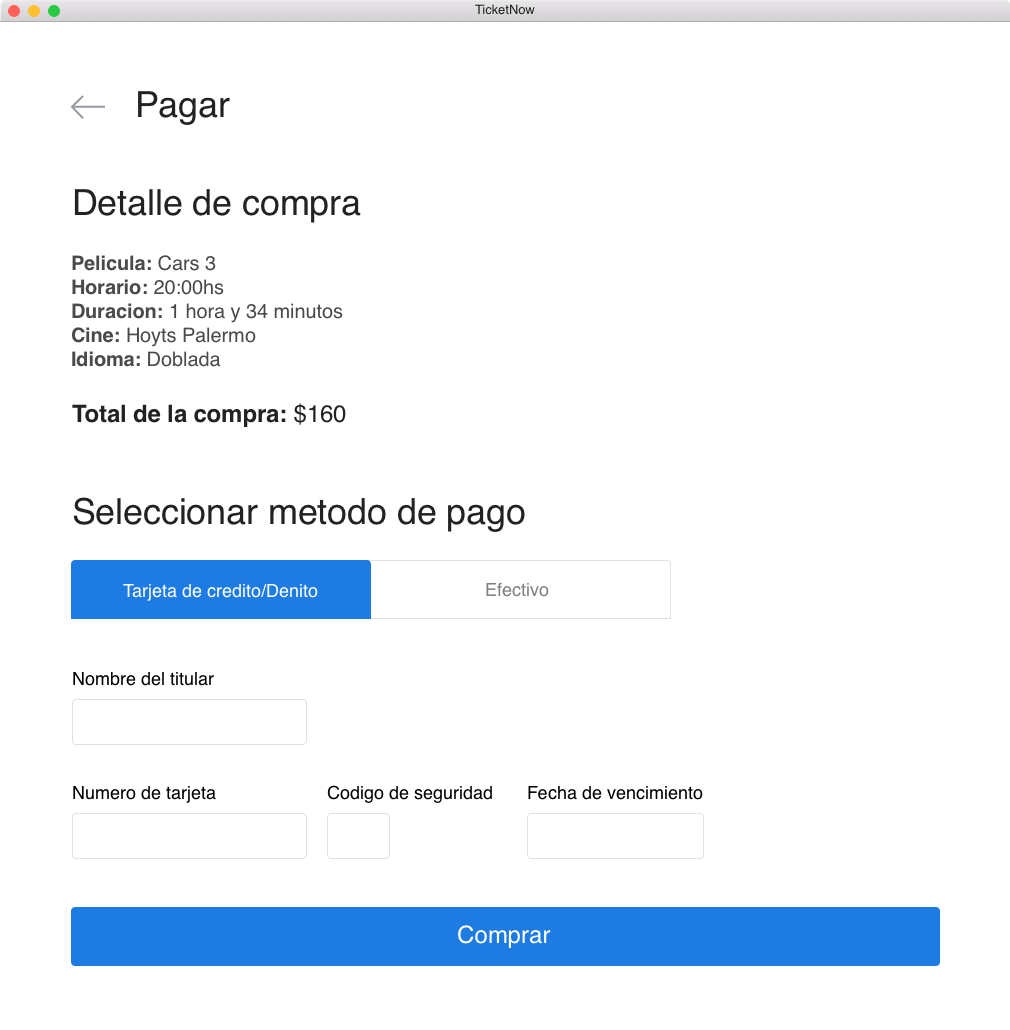 TicketNow
Pagar
Detalle de compra
Pelicula: Cars 3
Horario: 20:00hs
Duracion: 1 hora y 34 minutos
Cine: Hoyts Palermo
Idioma: Doblada
Total de la compra: $160
Seleccionar metodo de pago
Tarjeta de credito/Denito
Efectivo
Nombre del titular
Numero de tarjeta
Codigo de seguridad
Fecha de vencimiento
Comprar